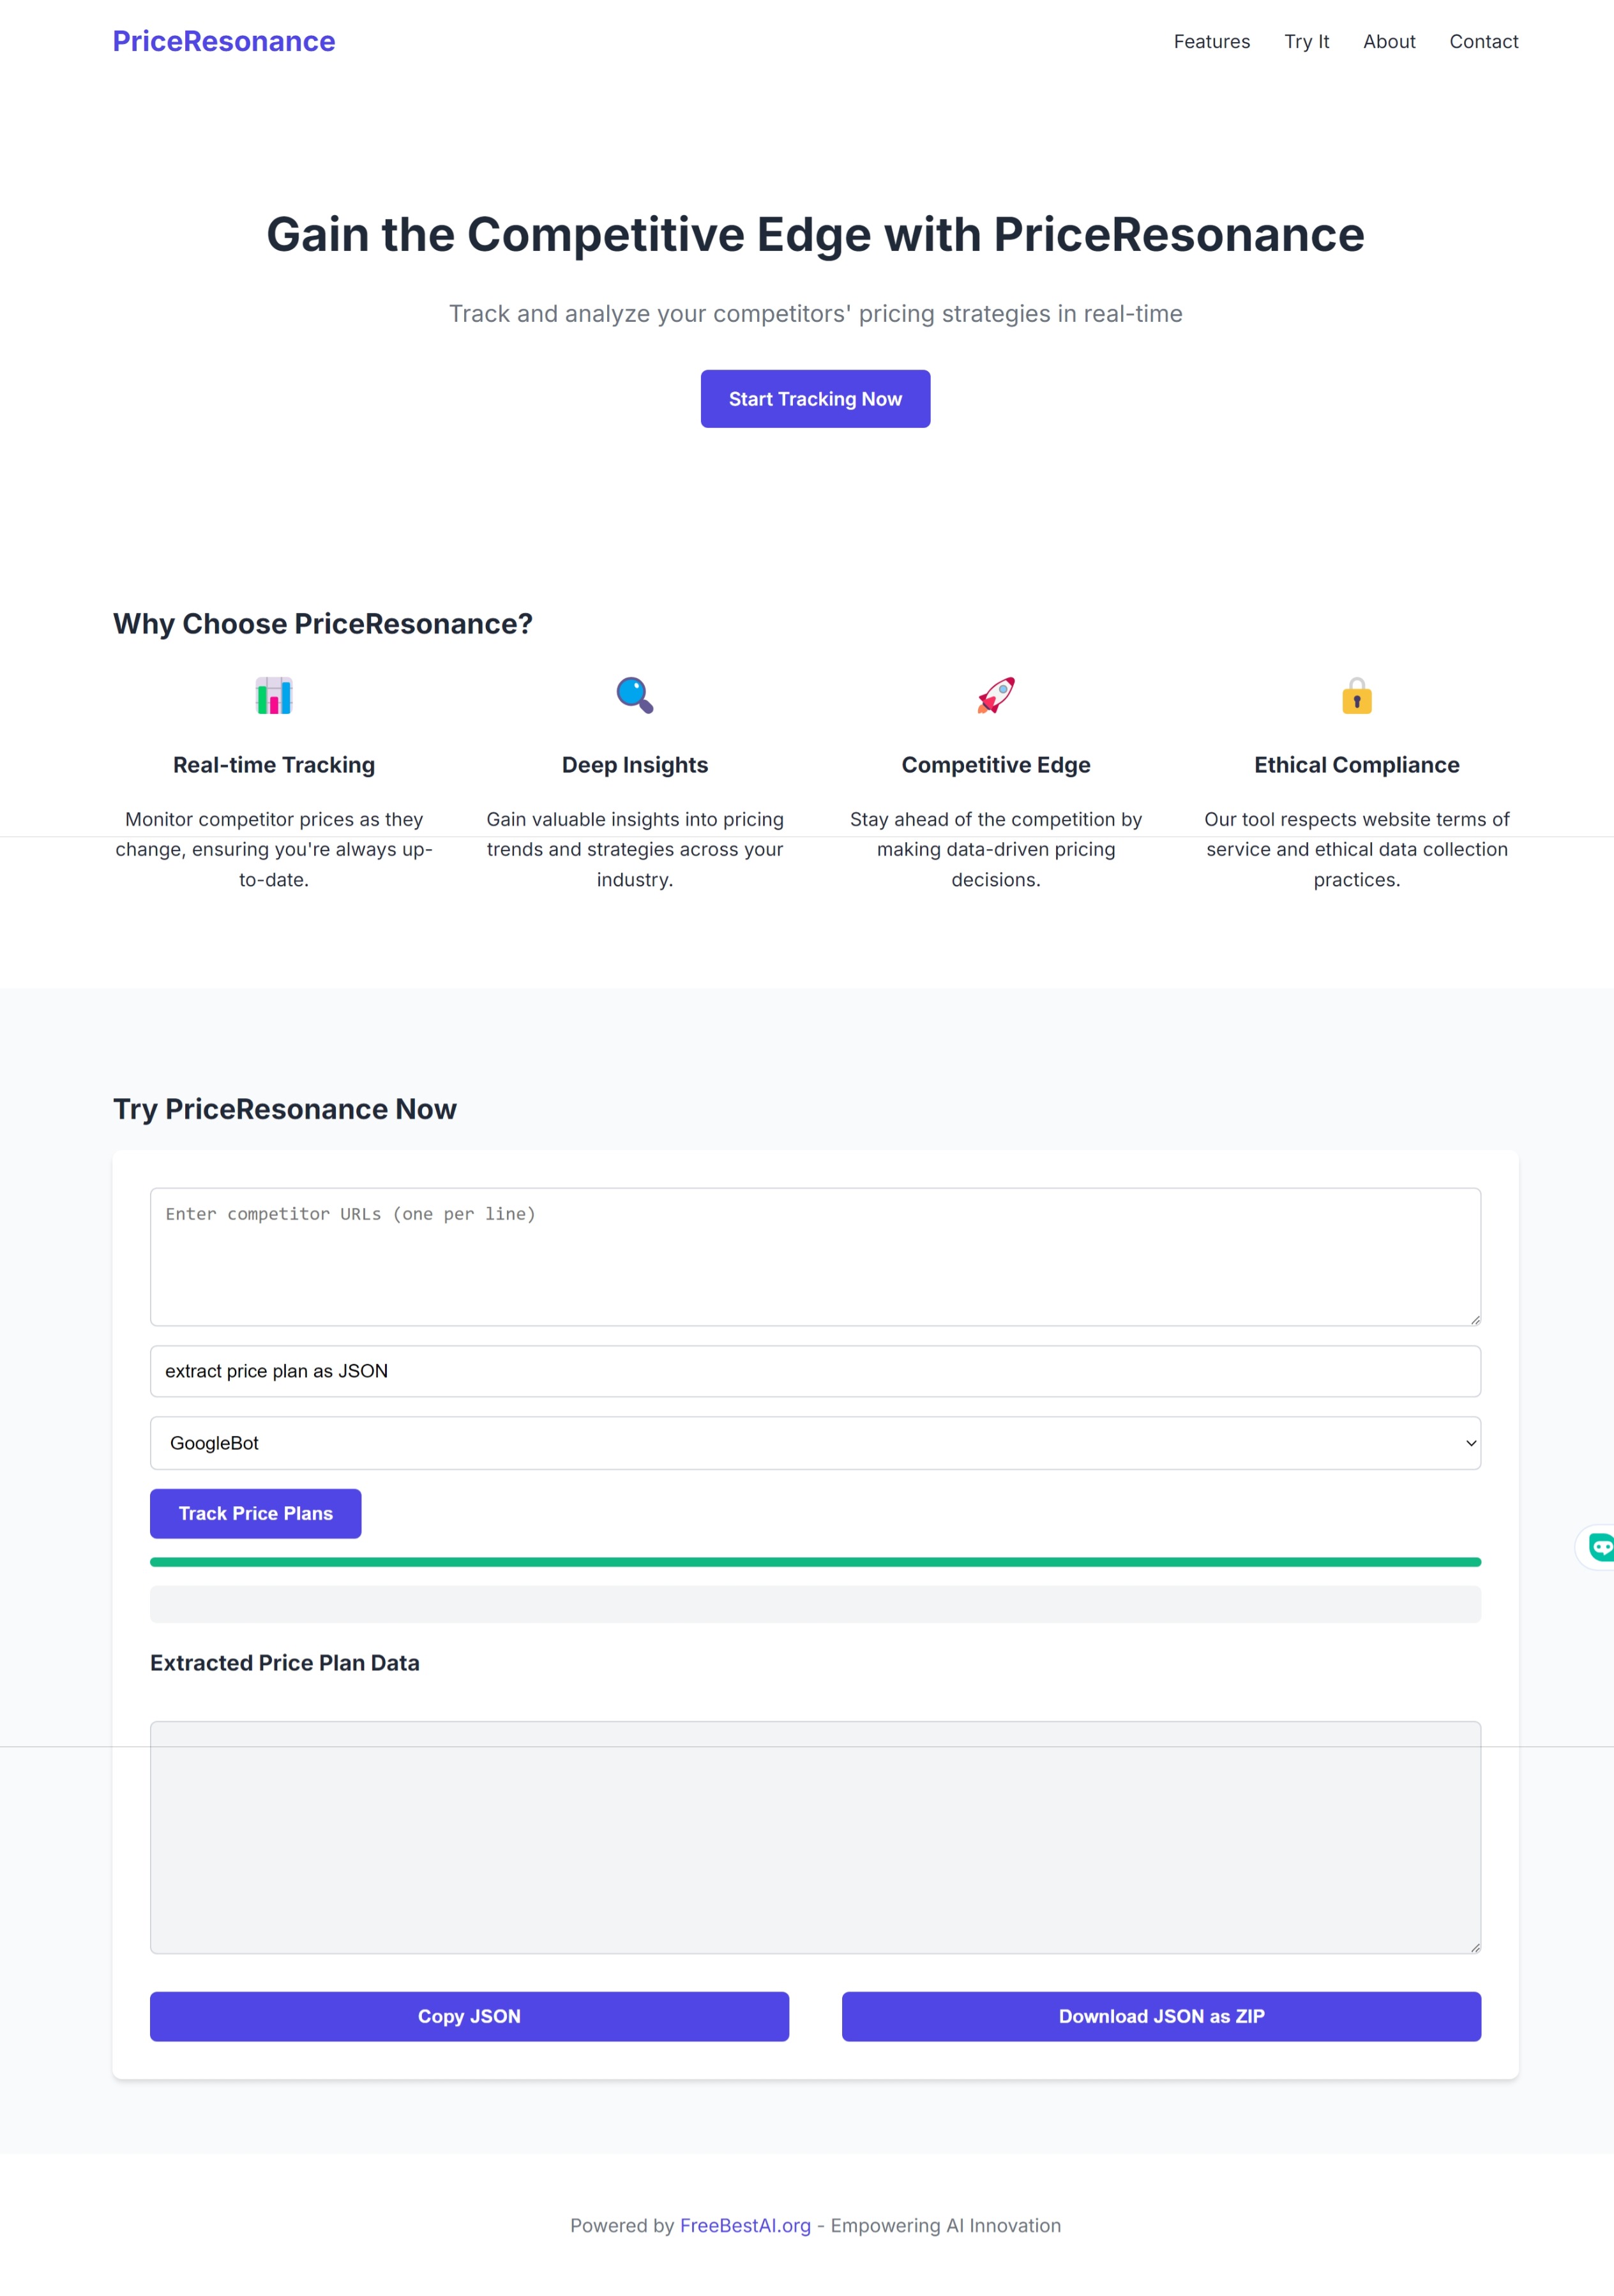 PriceResonance
Features Try It About Contact
Gain the Competitive Edge with PriceResonance
Track and analyze your competitors' pricing strategies in real-time
Start Tracking Now
Why Choose PriceResonance?
Real-time Tracking
Monitor competitor prices as they
change, ensuring you're always up-
to-date.
Deep Insights
Gain valuable insights into pricing
trends and strategies across your
industry.
Competitive Edge
Stay ahead of the competition by
making data-driven pricing
decisions.
Ethical Compliance
Our tool respects website terms of
service and ethical data collection
practices.
Try PriceResonance Now
Enter competitor URLs (one per line)
extract price plan as JSON
GoogleBot
Track Price Plans
Extracted Price Plan Data
Copy JSON
Download JSON as ZIP
Powered by FreeBestAI.org - Empowering AI Innovation